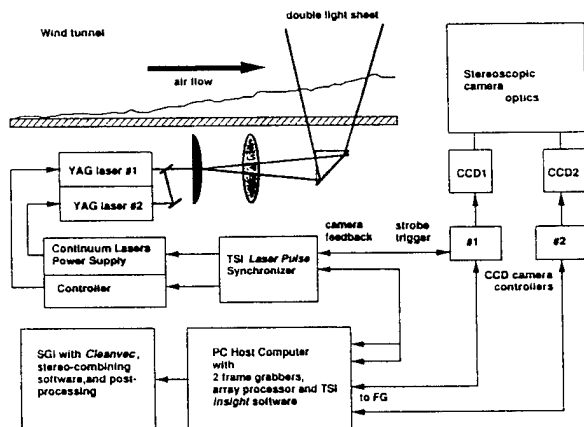 double light sheet
Wind tunnel
air flow
Stereoscopic
camera
optics
YAG laser #1
YAG laser #2
CCD1
CCD2
camera
feedback
strobe
trigger
#1
#2
Continuum Lasers
Power Supply
Controller
TSI Laser Pulse
Synchronizer
CCD camera
controllers
SGI with Cleanvec,
stereo-combining
software,and post-
processing
PC Host Computer
with
2 frame grabbers,
array processor and TSI
Insight software
to FG